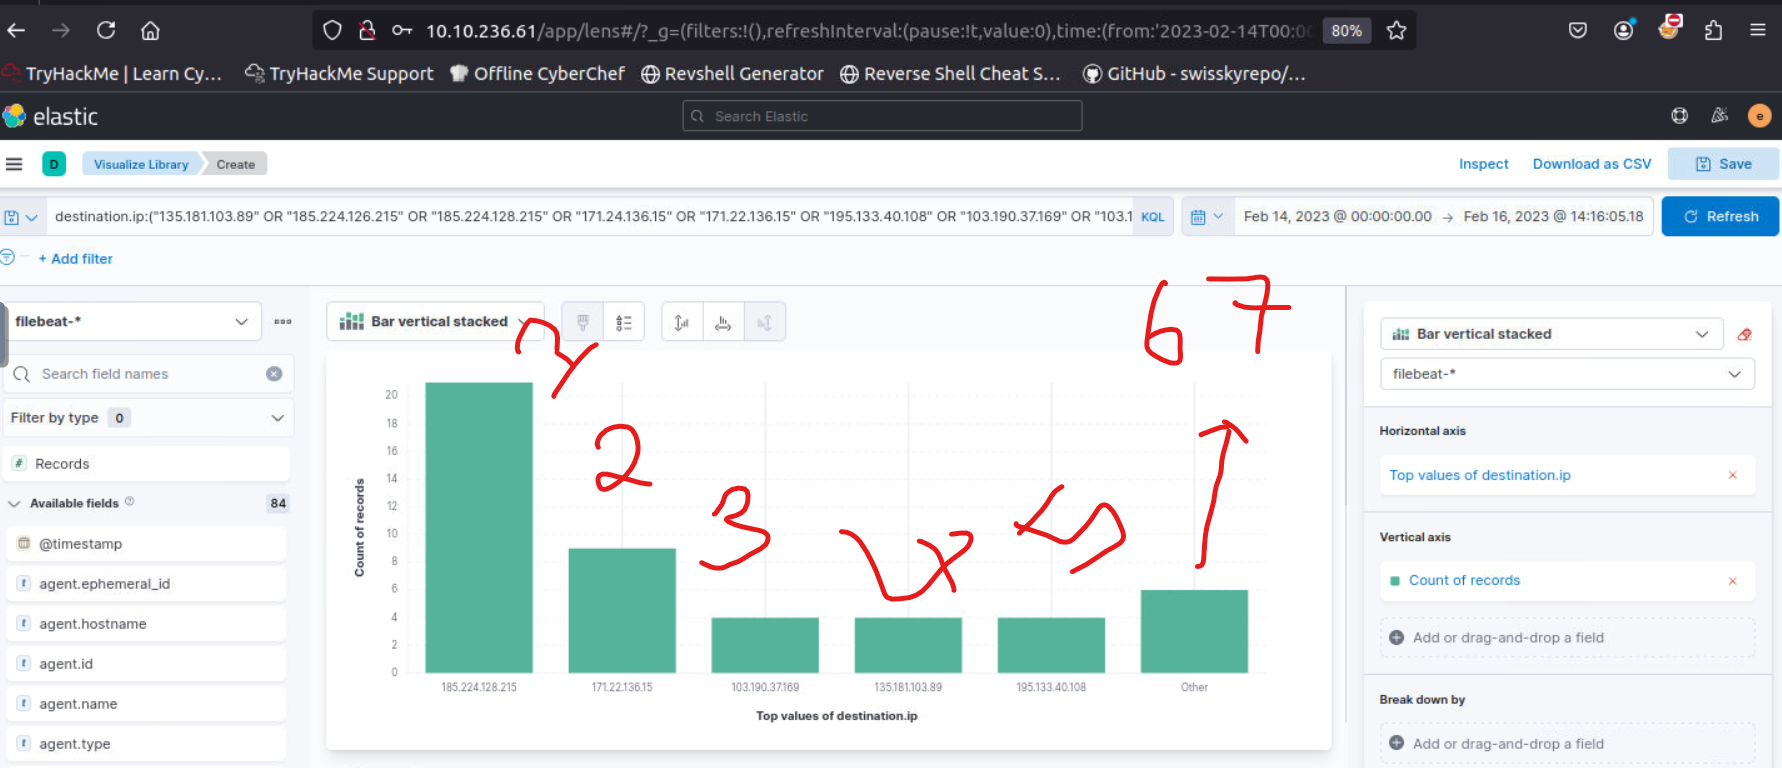 10.10.236.61/app/lens#/?_g=(filters:!(),refreshInterval:(pause:!t,value:0),time:(from:'2023-02-14T00:0
80%
TryHackMe | Learn Cy...
TryHackMe Support
Offline CyberChef
Revshell Generator
Reverse Shell Cheat S...
GitHub - swisskyrepo/...
elastic
Search Elastic
e
D
Visualize Library
Create
Inspect
Download as CSV
Save
destination.ip:("135.181.103.89" OR "185.224.126.215" OR "185.224.128.215" OR "171.24.136.15" OR "171.22.136.15" OR "195.133.40.108" OR "103.190.37.169" OR "103.1
KQL
Feb 14, 2023 @ 00:00:00.00 → Feb 16, 2023 @ 14:16:05.18
Refresh
+ Add filter
filebeat-*
Search field names
Filter by type 0
# Records
Available fields 84
@timestamp
t agent.ephemeral_id
t agent.hostname
t agent.id
t agent.name
t agent.type
Bar vertical stacked
2
3
5
6 7
Count of records
20
18
16
14
12
10
8
6
4
2
0
185.224.128.215
171.22.136.15
103.190.37.169
135.181.103.89
195.133.40.108
Other
Top values of destination.ip
Bar vertical stacked
filebeat-*
Horizontal axis
Top values of destination.ip
Vertical axis
Count of records
Add or drag-and-drop a field
Break down by
Add or drag-and-drop a field